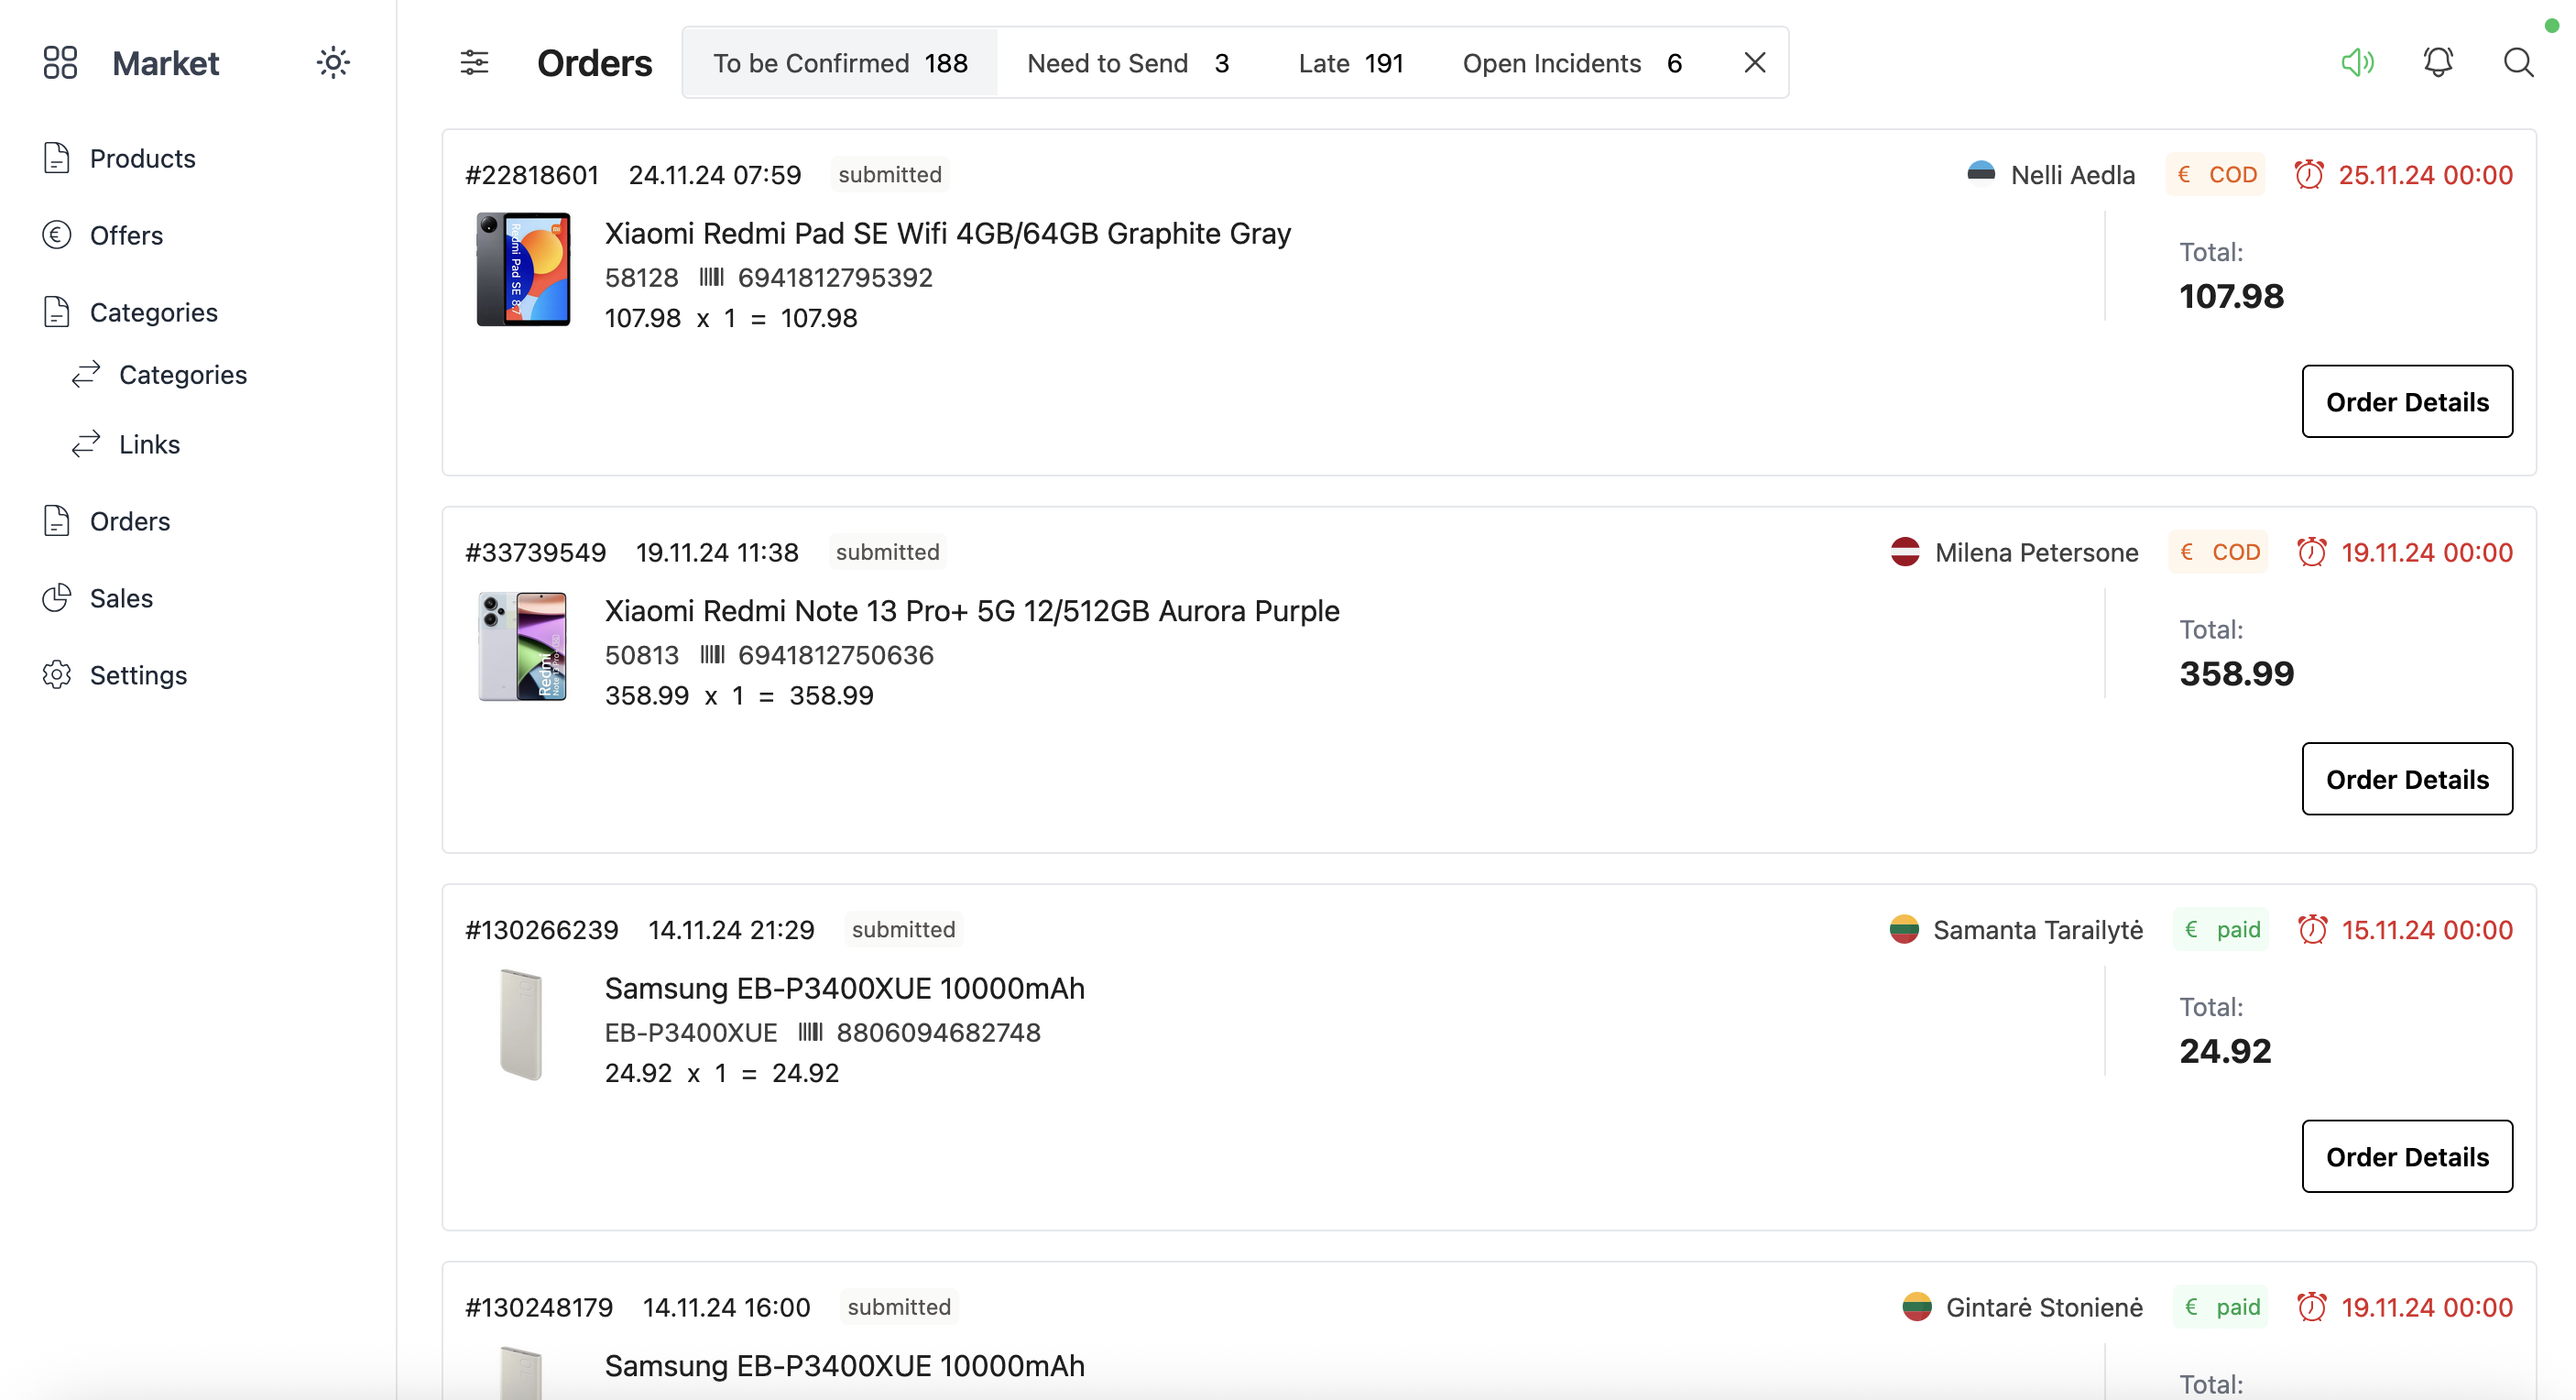 Market
Products
Offers
Categories
Categories
Links
Orders
Sales
Settings
Orders To be Confirmed 188 Need to Send 3 Late 191 Open Incidents 6
#22818601 24.11.24 07:59 submitted Nelli Aedla € COD 25.11.24 00:00
Redmi Pad SE 8.7
Xiaomi Redmi Pad SE Wifi 4GB/64GB Graphite Gray
58128 6941812795392
107.98 x 1 = 107.98
Total:
107.98
Order Details
#33739549 19.11.24 11:38 submitted Milena Petersone € COD 19.11.24 00:00
Redmi
Xiaomi Redmi Note 13 Pro+ 5G 12/512GB Aurora Purple
50813 6941812750636
358.99 x 1 = 358.99
Total:
358.99
Order Details
#130266239 14.11.24 21:29 submitted Samanta Tarailytė € paid 15.11.24 00:00
Samsung EB-P3400XUE 10000mAh
EB-P3400XUE 8806094682748
24.92 x 1 = 24.92
Total:
24.92
Order Details
#130248179 14.11.24 16:00 submitted Gintarė Stonienė € paid 19.11.24 00:00
Samsung EB-P3400XUE 10000mAh
Total: